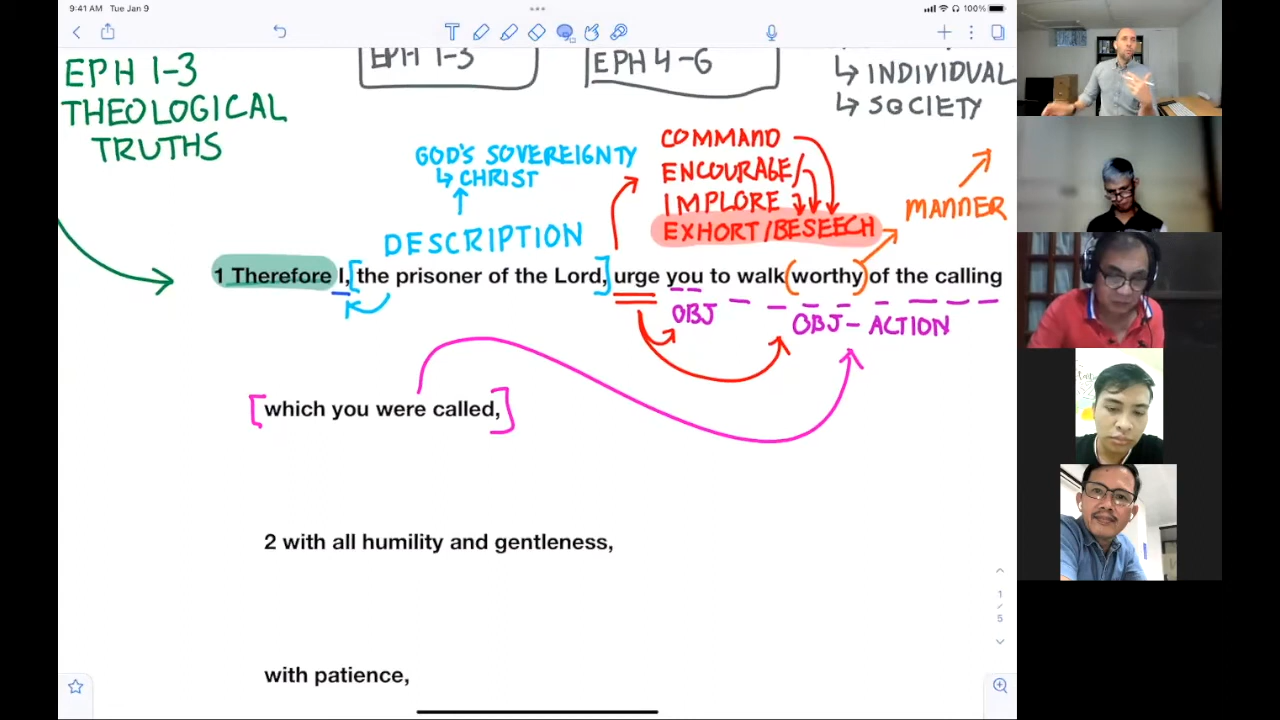 9:41 AM Tue Jan 9
100%
EPH 1-3
THEOLOGICAL
TRUTHS
EPH 1-3
EPH 4-6
↳ INDIVIDUAL
↳ SOCIETY
GOD'S SOVEREIGNTY
↳ CHRIST
DESCRIPTION
COMMAND
ENCOURAGE/
IMPLORE
EXHORT/BESEECH
MANNER
1 Therefore I, [the prisoner of the Lord,] urge you to walk (worthy) of the calling
OBJ
OBJ - ACTION
[which you were called,]
2 with all humility and gentleness,
with patience,
1
/
5